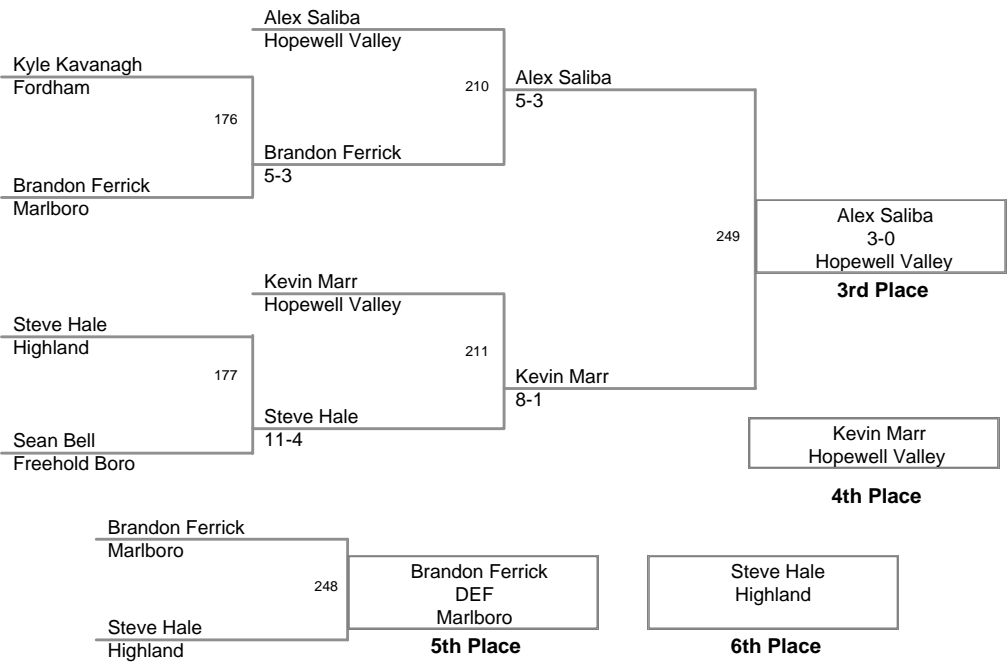 Alex Saliba
Hopewell Valley
Kyle Kavanagh
Fordham
210
Alex Saliba
5-3
176
Brandon Ferrick
5-3
Brandon Ferrick
Marlboro
249
Alex Saliba
3-0
Hopewell Valley
3rd Place
Kevin Marr
Hopewell Valley
Steve Hale
Highland
211
177
Kevin Marr
8-1
Steve Hale
11-4
Sean Bell
Freehold Boro
Kevin Marr
Hopewell Valley
4th Place
Brandon Ferrick
Marlboro
248
Steve Hale
Highland
Brandon Ferrick
DEF
Marlboro
5th Place
Steve Hale
Highland
6th Place